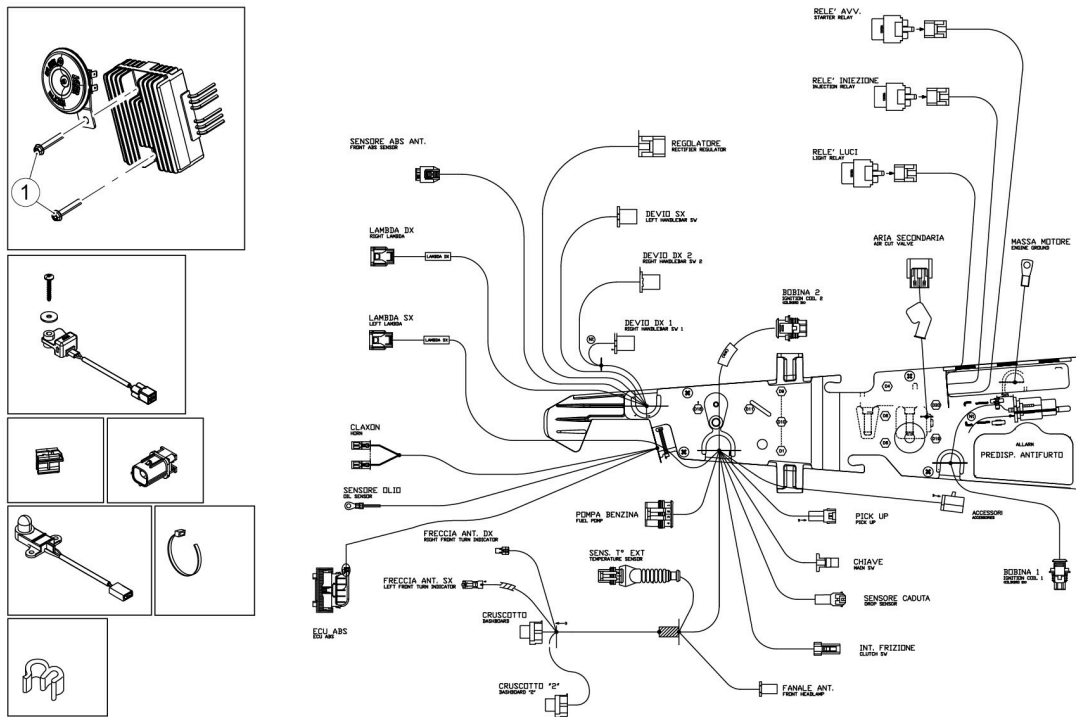 1
RELE' AVV.
STARTER RELAY
RELE' INIEZIONE
INJECTION RELAY
RELE' LUCI
LIGHT RELAY
SENSORE ABS ANT.
FRONT ABS SENSOR
REGOLATORE
RECTIFIER REGULATOR
DEVIO SX
LEFT HANDLEBAR SW
LAMBDA DX
RIGHT LAMBDA
LAMBDA DX
DEVIO DX 2
RIGHT HANDLEBAR SW 2
ARIA SECONDARIA
AIR CUT VALVE
MASSA MOTORE
ENGINE GROUND
BOBINA 2
IGNITION COIL 2
LAMBDA SX
LEFT LAMBDA
LAMBDA SX
DEVIO DX 1
RIGHT HANDLEBAR SW 1
CLAXON
HORN
ALLARM
PREDISP. ANTIFURTO
SENSORE OLIO
OIL SENSOR
POMPA BENZINA
FUEL PUMP
PICK UP
PICK UP
ACCESSORI
ACCESSORIES
FRECCIA ANT. DX
RIGHT FRONT TURN INDICATOR
SENS. T° EXT
TEMPERATURE SENSOR
CHIAVE
MAIN SW
BOBINA 1
IGNITION COIL 1
FRECCIA ANT. SX
LEFT FRONT TURN INDICATOR
SENSORE CADUTA
DROP SENSOR
CRUSCOTTO
DASHBOARD
ECU ABS
ECU ABS
INT. FRIZIONE
CLUTCH SW
CRUSCOTTO "2"
DASHBOARD "2"
FANALE ANT.
FRONT HEADLAMP